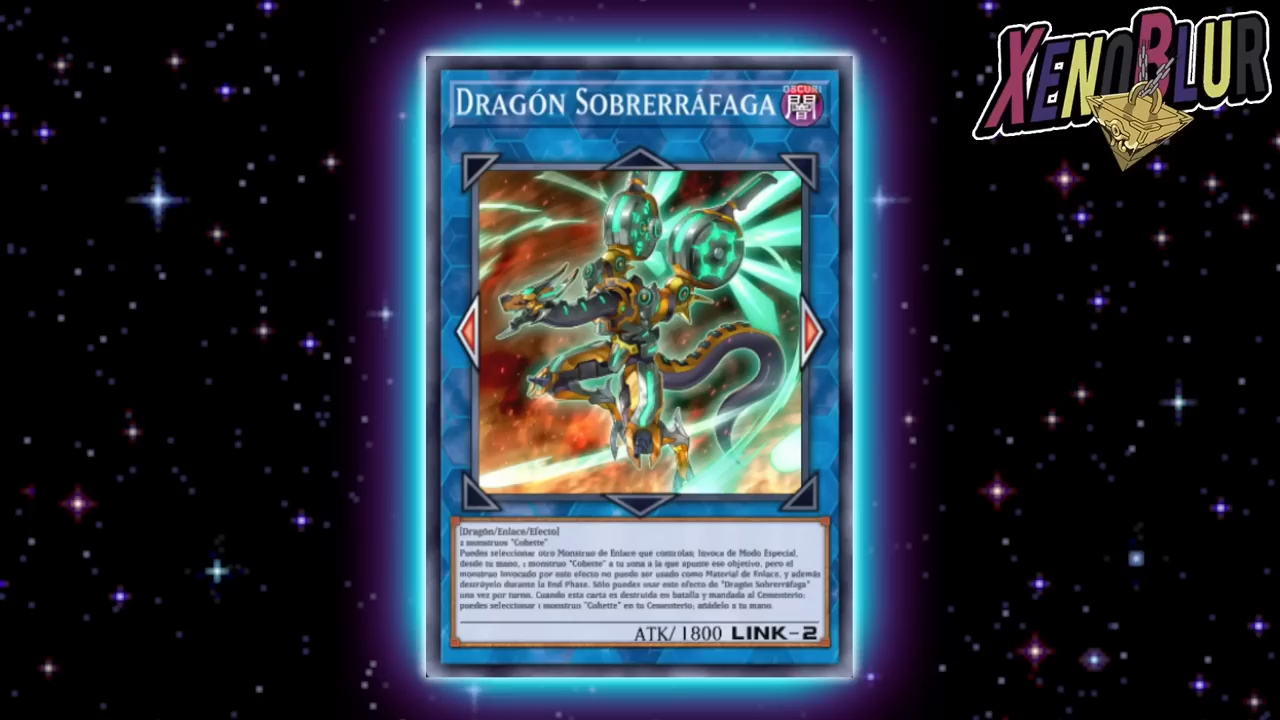 XENOBLUR
DRAGÓN SOBRERRÁFAGA
OSCURI
闇
[Dragón/Enlace/Efecto]
2 monstruos "Cohette"
Puedes seleccionar otro Monstruo de Enlace que controlas; Invoca de Modo Especial,
desde tu mano, 1 monstruo "Cohette" a tu zona a la que apunte ese objetivo, pero el
monstruo Invocado por este efecto no puede ser usado como Material de Enlace, y además
destrúyelo durante la End Phase. Sólo puedes usar este efecto de "Dragón Sobrerráfaga"
una vez por turno. Cuando esta carta es destruida en batalla y mandada al Cementerio:
puedes seleccionar 1 monstruo "Cohette" en tu Cementerio; añádelo a tu mano.
ATK/ 1800 LINK-2